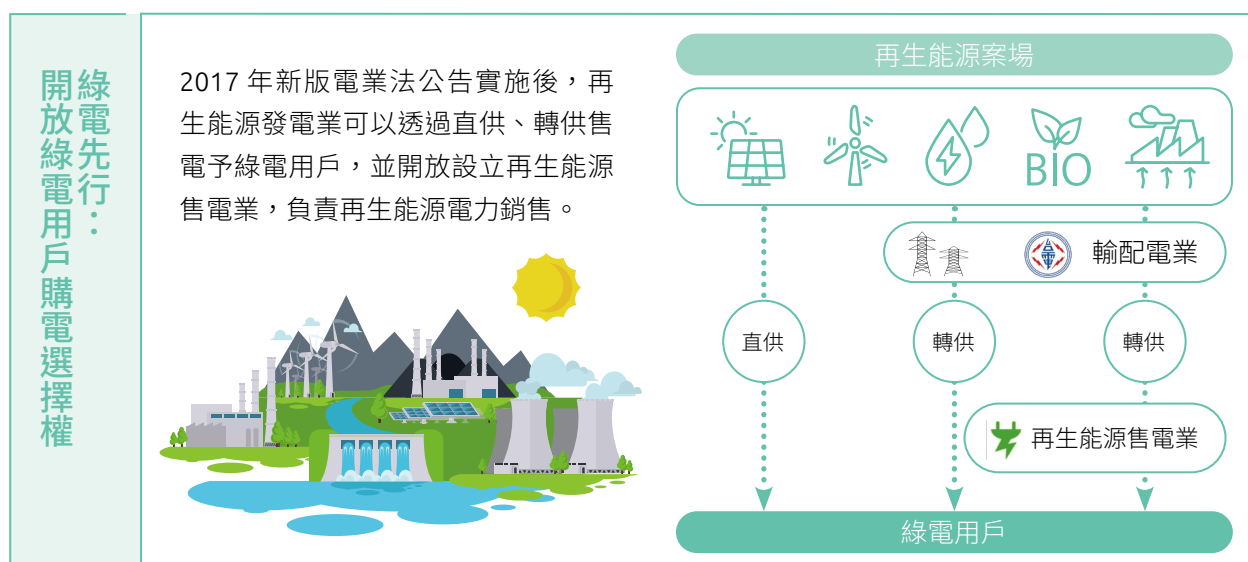 綠電先行：
開放綠電用戶購電選擇權
2017 年新版電業法公告實施後，再
生能源發電業可以透過直供、轉供售
電予綠電用戶，並開放設立再生能源
售電業，負責再生能源電力銷售。
再生能源案場
BIO
輸配電業
直供
轉供
轉供
再生能源售電業
綠電用戶